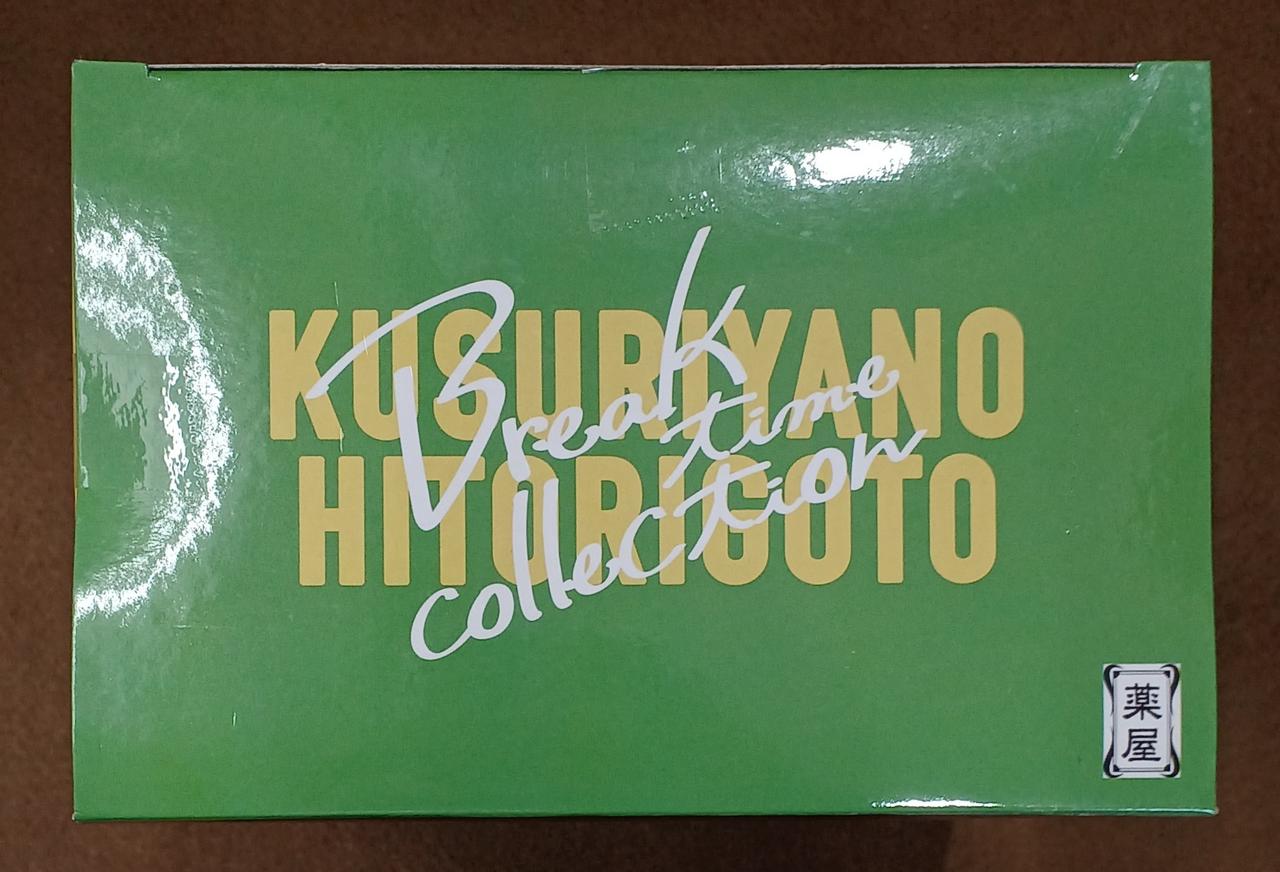 KUSURIYANO
HITORIGOTO
Break
time
collection
薬屋